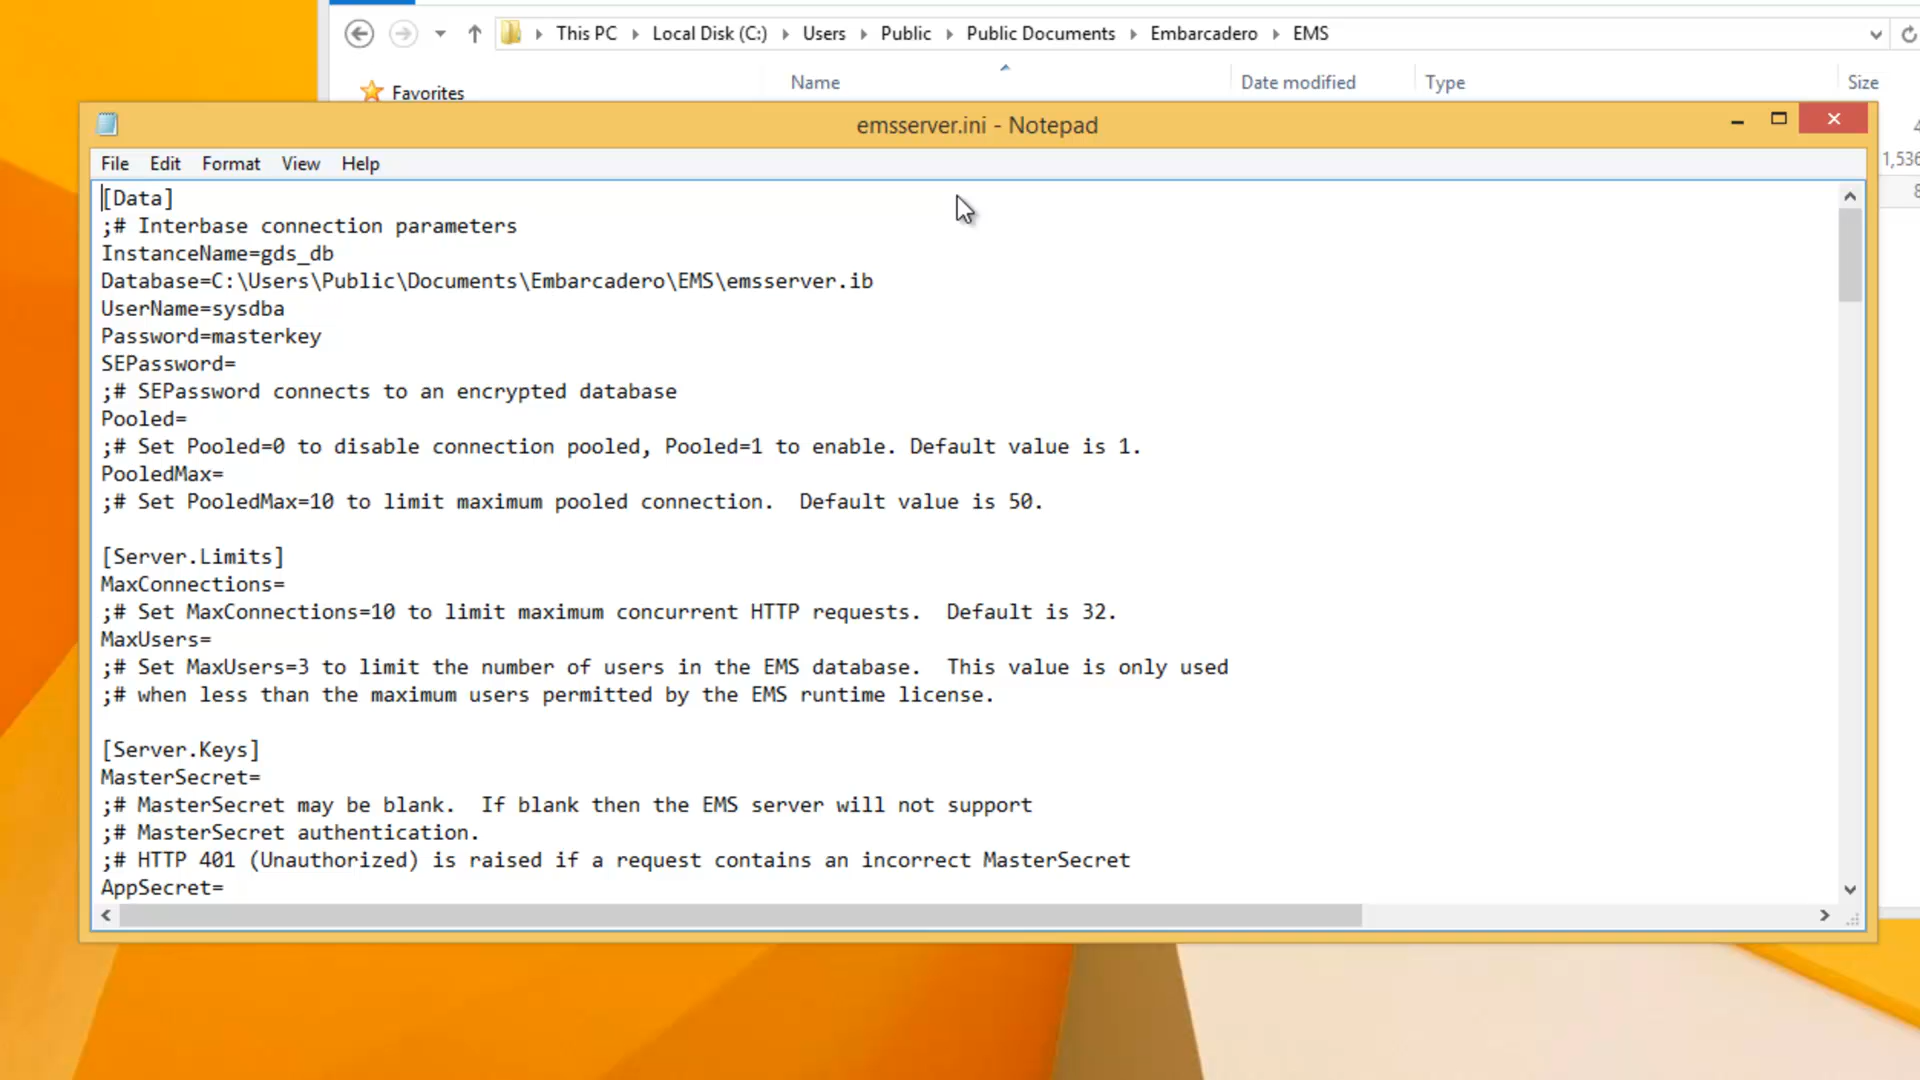 This PC Local Disk (C:) Users Public Public Documents Embarcadero EMS
Name Date modified Type Size
Favorites
emsserver.ini - Notepad
File Edit Format View Help
1,536
[Data]
;# Interbase connection parameters
InstanceName=gds_db
Database=C:\Users\Public\Documents\Embarcadero\EMS\emsserver.ib
UserName=sysdba
Password=masterkey
SEPassword=
;# SEPassword connects to an encrypted database
Pooled=
;# Set Pooled=0 to disable connection pooled, Pooled=1 to enable. Default value is 1.
PooledMax=
;# Set PooledMax=10 to limit maximum pooled connection.  Default value is 50.
[Server.Limits]
MaxConnections=
;# Set MaxConnections=10 to limit maximum concurrent HTTP requests.  Default is 32.
MaxUsers=
;# Set MaxUsers=3 to limit the number of users in the EMS database.  This value is only used
;# when less than the maximum users permitted by the EMS runtime license.
[Server.Keys]
MasterSecret=
;# MasterSecret may be blank.  If blank then the EMS server will not support
;# MasterSecret authentication.
;# HTTP 401 (Unauthorized) is raised if a request contains an incorrect MasterSecret
AppSecret=